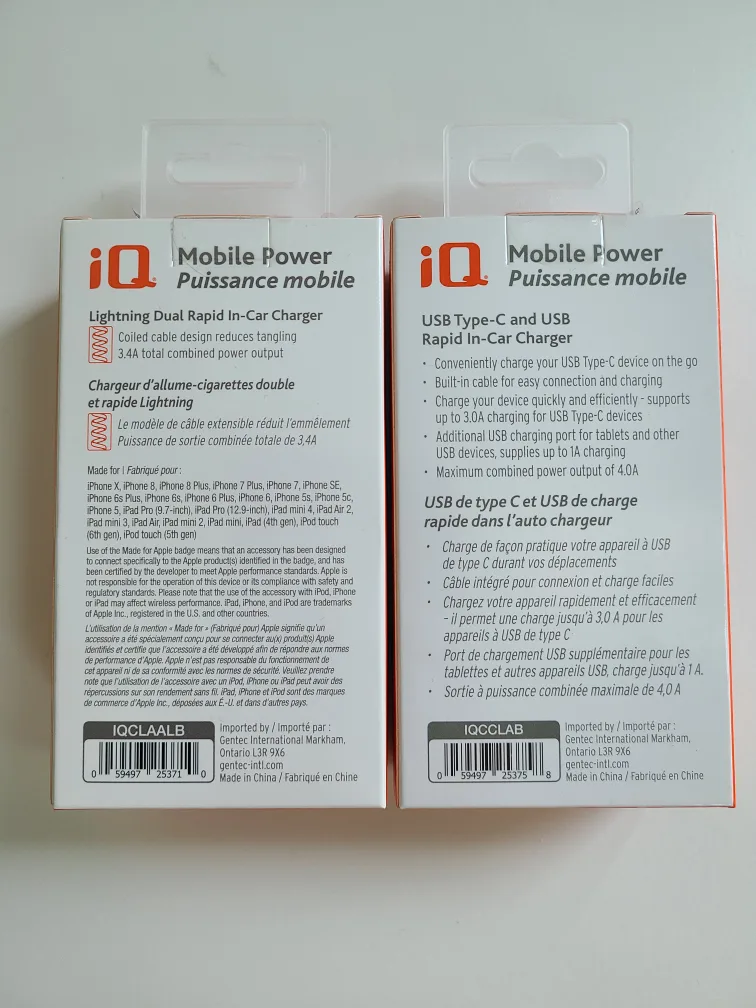 iQ
Mobile Power
Puissance mobile
Lightning Dual Rapid In-Car Charger
Coiled cable design reduces tangling
3.4A total combined power output
Chargeur d'allume-cigarettes double
et rapide Lightning
Le modèle de câble extensible réduit l'emmêlement
Puissance de sortie combinée totale de 3,4A
Made for | Fabriqué pour :
iPhone X, iPhone 8, iPhone 8 Plus, iPhone 7 Plus, iPhone 7, iPhone SE,
iPhone 6s Plus, iPhone 6s, iPhone 6 Plus, iPhone 6, iPhone 5s, iPhone 5c,
iPhone 5, iPad Pro (9.7-inch), iPad Pro (12.9-inch), iPad mini 4, iPad Air 2,
iPad mini 3, iPad Air, iPad mini 2, iPad mini, iPad (4th gen), iPod touch
(6th gen), iPod touch (5th gen)
Use of the Made for Apple badge means that an accessory has been designed
to connect specifically to the Apple product(s) identified in the badge, and has
been certified by the developer to meet Apple performance standards. Apple is
not responsible for the operation of this device or its compliance with safety and
regulatory standards. Please note that the use of the accessory with iPod, iPhone
or iPad may affect wireless performance. iPad, iPhone, and iPod are trademarks
of Apple Inc., registered in the U.S. and other countries.
L'utilisation de la mention « Made for » (Fabriqué pour) Apple signifie qu'un
accessoire a été spécialement conçu pour se connecter au(x) produit(s) Apple
identifiés et certifie que l'accessoire a été développé afin de répondre aux normes
de performance d'Apple. Apple n'est pas responsable du fonctionnement de
cet appareil ni de sa conformité avec les normes de sécurité. Veuillez prendre
note que l'utilisation de l'accessoire avec un iPod, iPhone ou iPad peut avoir des
répercussions sur son rendement sans fil. iPad, iPhone et iPod sont des marques
de commerce d'Apple Inc., déposées aux É.-U. et dans d'autres pays.
IQCLAALB
0 59497 25371 0
Imported by / Importé par :
Gentec International Markham,
Ontario L3R 9X6
gentec-intl.com
Made in China / Fabriqué en Chine
iQ
Mobile Power
Puissance mobile
USB Type-C and USB
Rapid In-Car Charger
• Conveniently charge your USB Type-C device on the go
• Built-in cable for easy connection and charging
• Charge your device quickly and efficiently - supports
up to 3.0A charging for USB Type-C devices
• Additional USB charging port for tablets and other
USB devices, supplies up to 1A charging
• Maximum combined power output of 4.0A
USB de type C et USB de charge
rapide dans l'auto chargeur
• Charge de façon pratique votre appareil à USB
de type C durant vos déplacements
• Câble intégré pour connexion et charge faciles
• Chargez votre appareil rapidement et efficacement
- il permet une charge jusqu'à 3,0 A pour les
appareils à USB de type C
• Port de chargement USB supplémentaire pour les
tablettes et autres appareils USB, charge jusqu'à 1 A.
• Sortie à puissance combinée maximale de 4,0 A
IQCCLAB
0 59497 25375 8
Imported by / Importé par :
Gentec International Markham,
Ontario L3R 9X6
gentec-intl.com
Made in China / Fabriqué en Chine